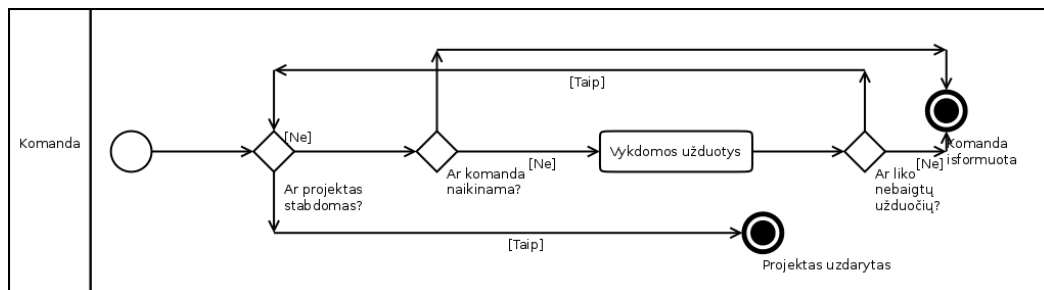 [Taip]
Komanda
[Ne]
Vykdomos užduotys
Komanda
isformuota
[Ne]
[Ne]
Ar projektas
stabdomas?
Ar komanda
naikinama?
Ar liko
nebaigtų
užduočių?
[Taip]
Projektas uzdarytas